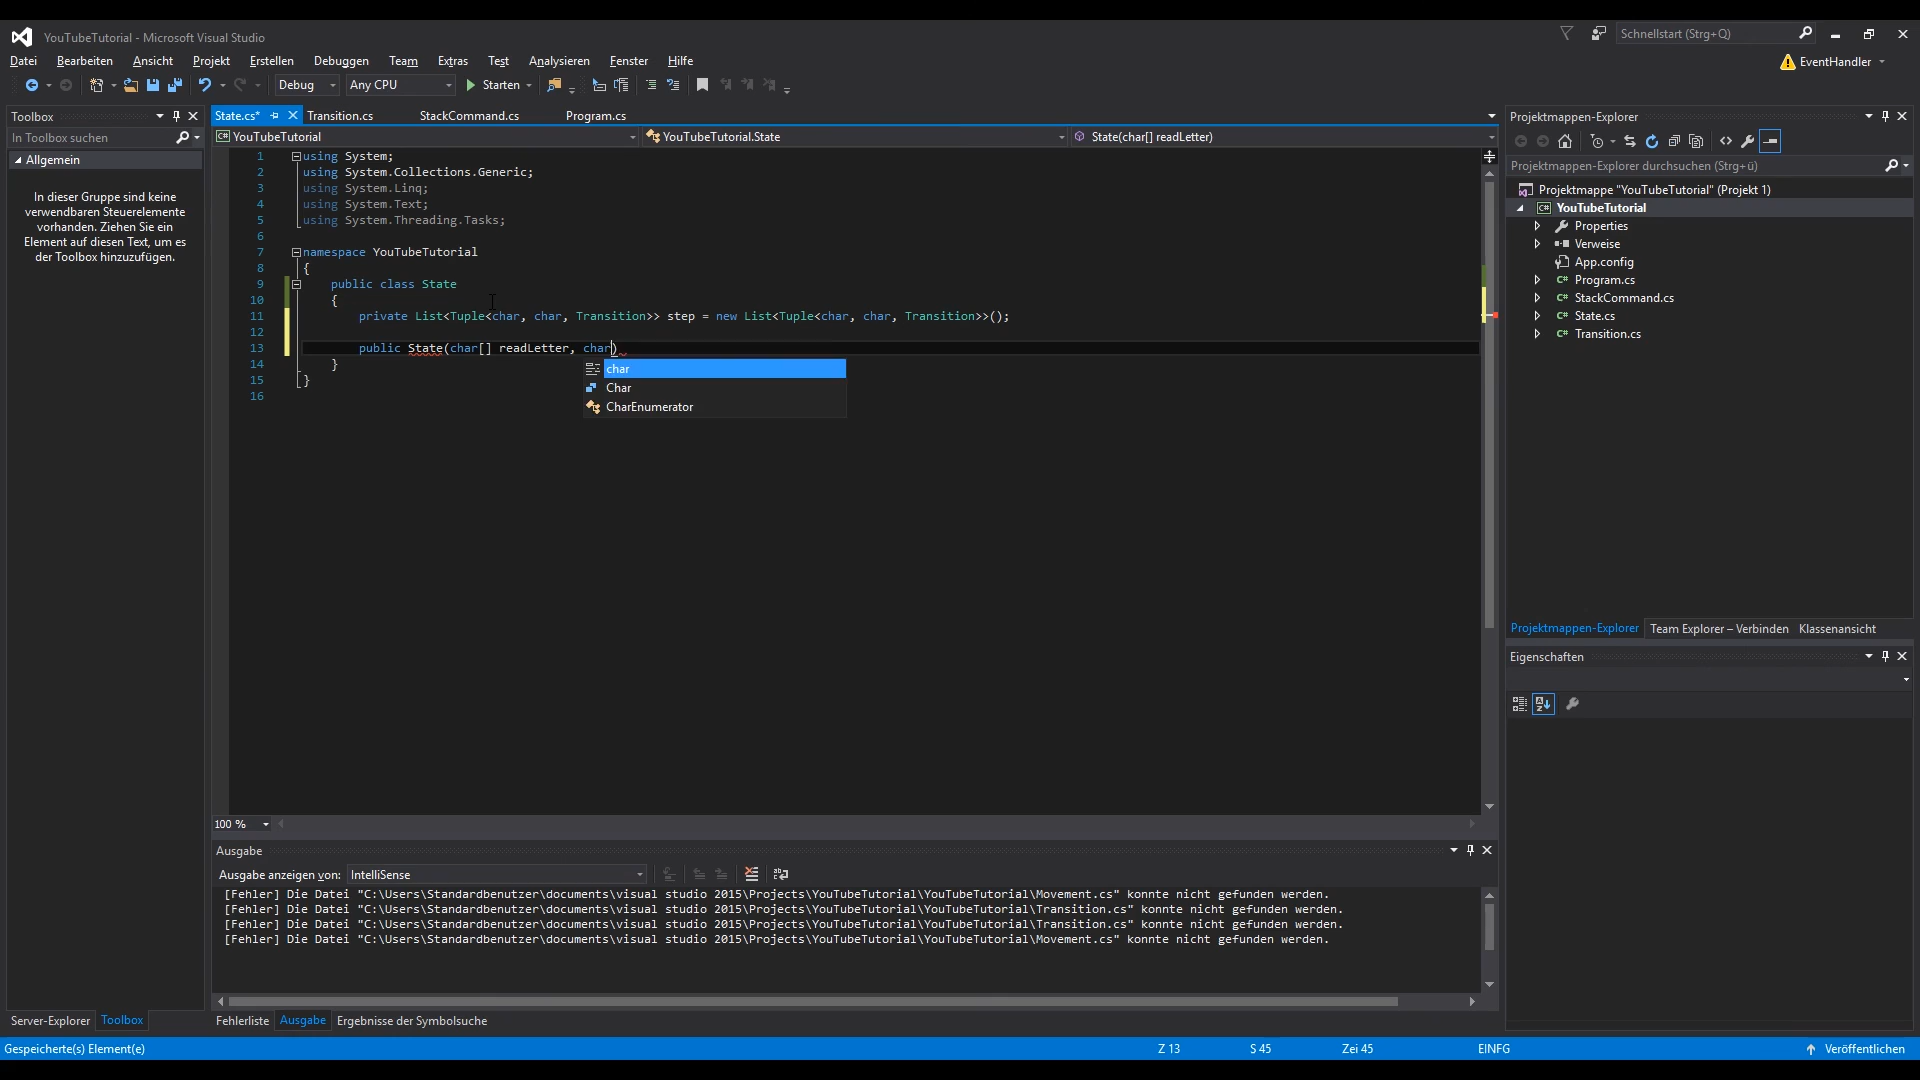 YouTubeTutorial - Microsoft Visual Studio
Schnellstart (Strg+Q)
Datei Bearbeiten Ansicht Projekt Erstellen Debuggen Team Extras Test Analysieren Fenster Hilfe
EventHandler
Debug Any CPU Starten
Toolbox
In Toolbox suchen
Allgemein
In dieser Gruppe sind keine
verwendbaren Steuerelemente
vorhanden. Ziehen Sie ein
Element auf diesen Text, um es
der Toolbox hinzuzufügen.
Server-Explorer Toolbox
State.cs* Transition.cs StackCommand.cs Program.cs
YouTubeTutorial YouTubeTutorial.State State(char[] readLetter)
1 using System;
2 using System.Collections.Generic;
3 using System.Linq;
4 using System.Text;
5 using System.Threading.Tasks;
6
7 namespace YouTubeTutorial
8 {
9 public class State
10 {
11 private List<Tuple<char, char, Transition>> step = new List<Tuple<char, char, Transition>>();
12
13 public State(char[] readLetter, char)
14 }
15 }
16
char
Char
CharEnumerator
100 %
Ausgabe
Ausgabe anzeigen von: IntelliSense
[Fehler] Die Datei "C:\Users\Standardbenutzer\documents\visual studio 2015\Projects\YouTubeTutorial\YouTubeTutorial\Movement.cs" konnte nicht gefunden werden.
[Fehler] Die Datei "C:\Users\Standardbenutzer\documents\visual studio 2015\Projects\YouTubeTutorial\YouTubeTutorial\Transition.cs" konnte nicht gefunden werden.
[Fehler] Die Datei "C:\Users\Standardbenutzer\documents\visual studio 2015\Projects\YouTubeTutorial\YouTubeTutorial\Transition.cs" konnte nicht gefunden werden.
[Fehler] Die Datei "C:\Users\Standardbenutzer\documents\visual studio 2015\Projects\YouTubeTutorial\YouTubeTutorial\Movement.cs" konnte nicht gefunden werden.
Fehlerliste Ausgabe Ergebnisse der Symbolsuche
Projektmappen-Explorer
Projektmappen-Explorer durchsuchen (Strg+ü)
Projektmappe "YouTubeTutorial" (Projekt 1)
C# YouTubeTutorial
Properties
Verweise
App.config
C# Program.cs
C# StackCommand.cs
C# State.cs
C# Transition.cs
Projektmappen-Explorer Team Explorer – Verbinden Klassenansicht
Eigenschaften
Gespeicherte(s) Element(e) Z 13 S 45 Zei 45 EINFG Veröffentlichen